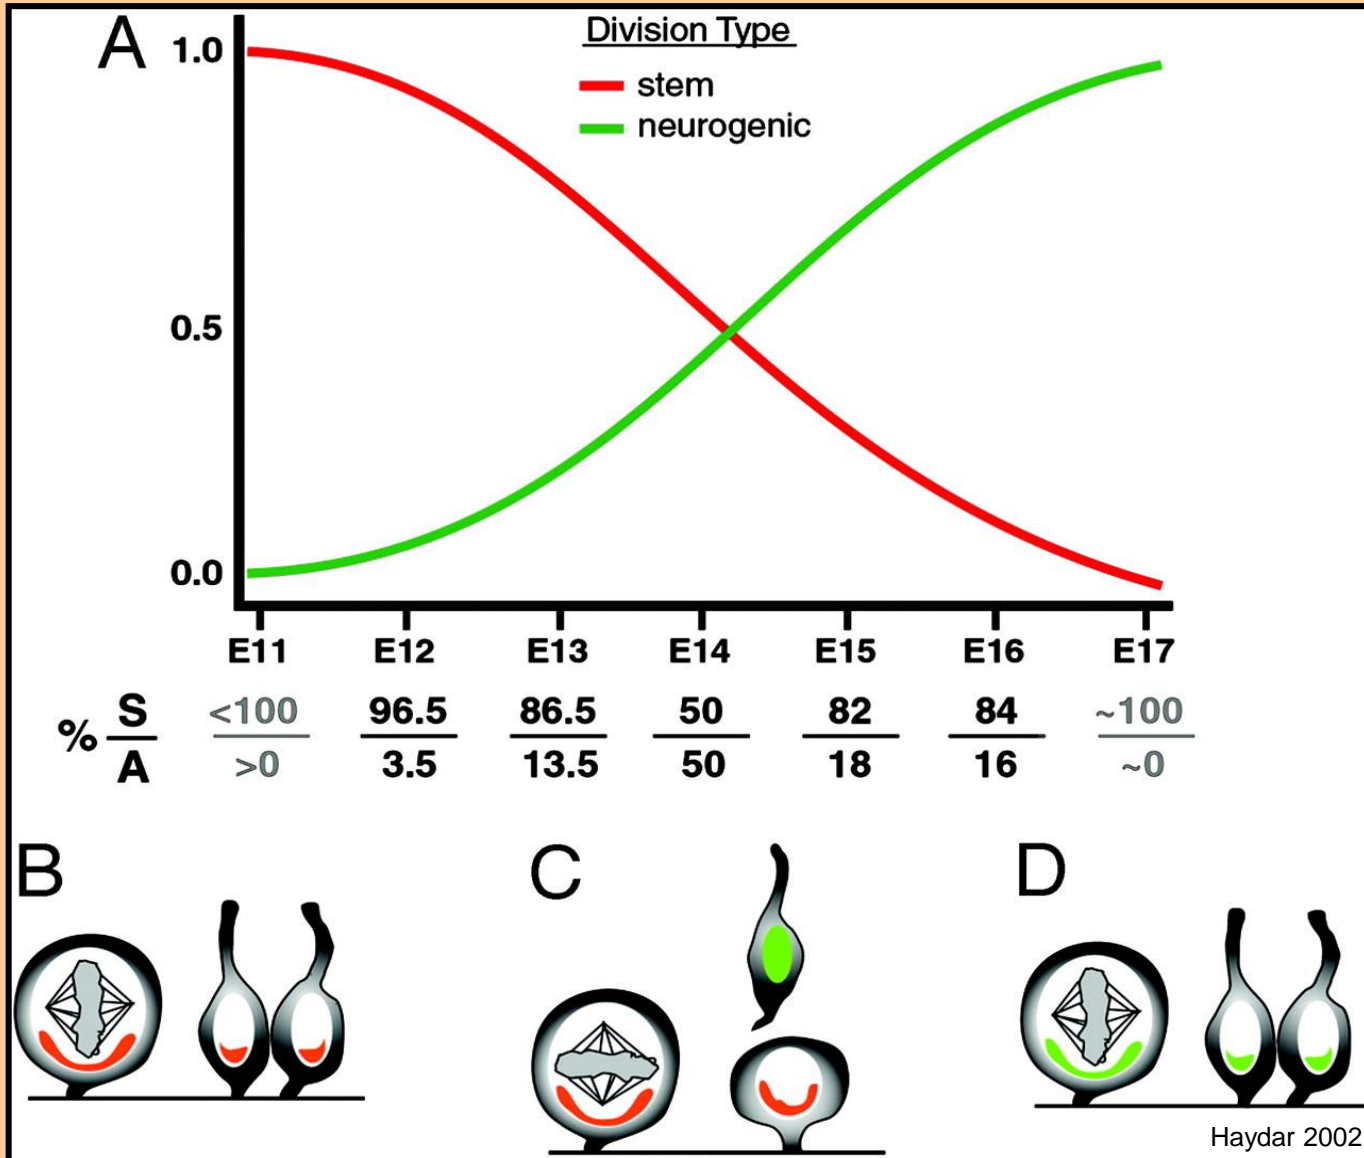 A
Division Type
1.0
stem
neurogenic
0.5
0.0
E11 E12 E13 E14 E15 E16 E17
% S <100 96.5 86.5 50 82 84 ~100
A >0 3.5 13.5 50 18 16 ~0
B C D
Haydar 2002